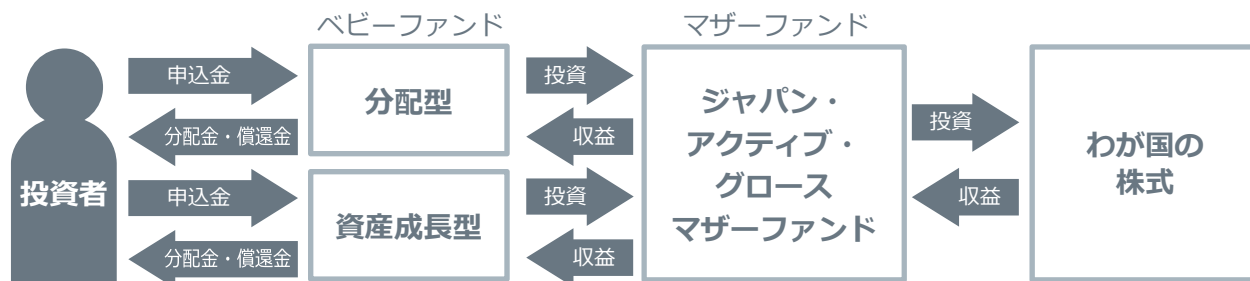 ベビーファンド
マザーファンド
投資者
申込金
分配金・償還金
申込金
分配金・償還金
分配型
資産成長型
投資
収益
投資
収益
ジャパン・
アクティブ・
グロース
マザーファンド
投資
収益
わが国の
株式